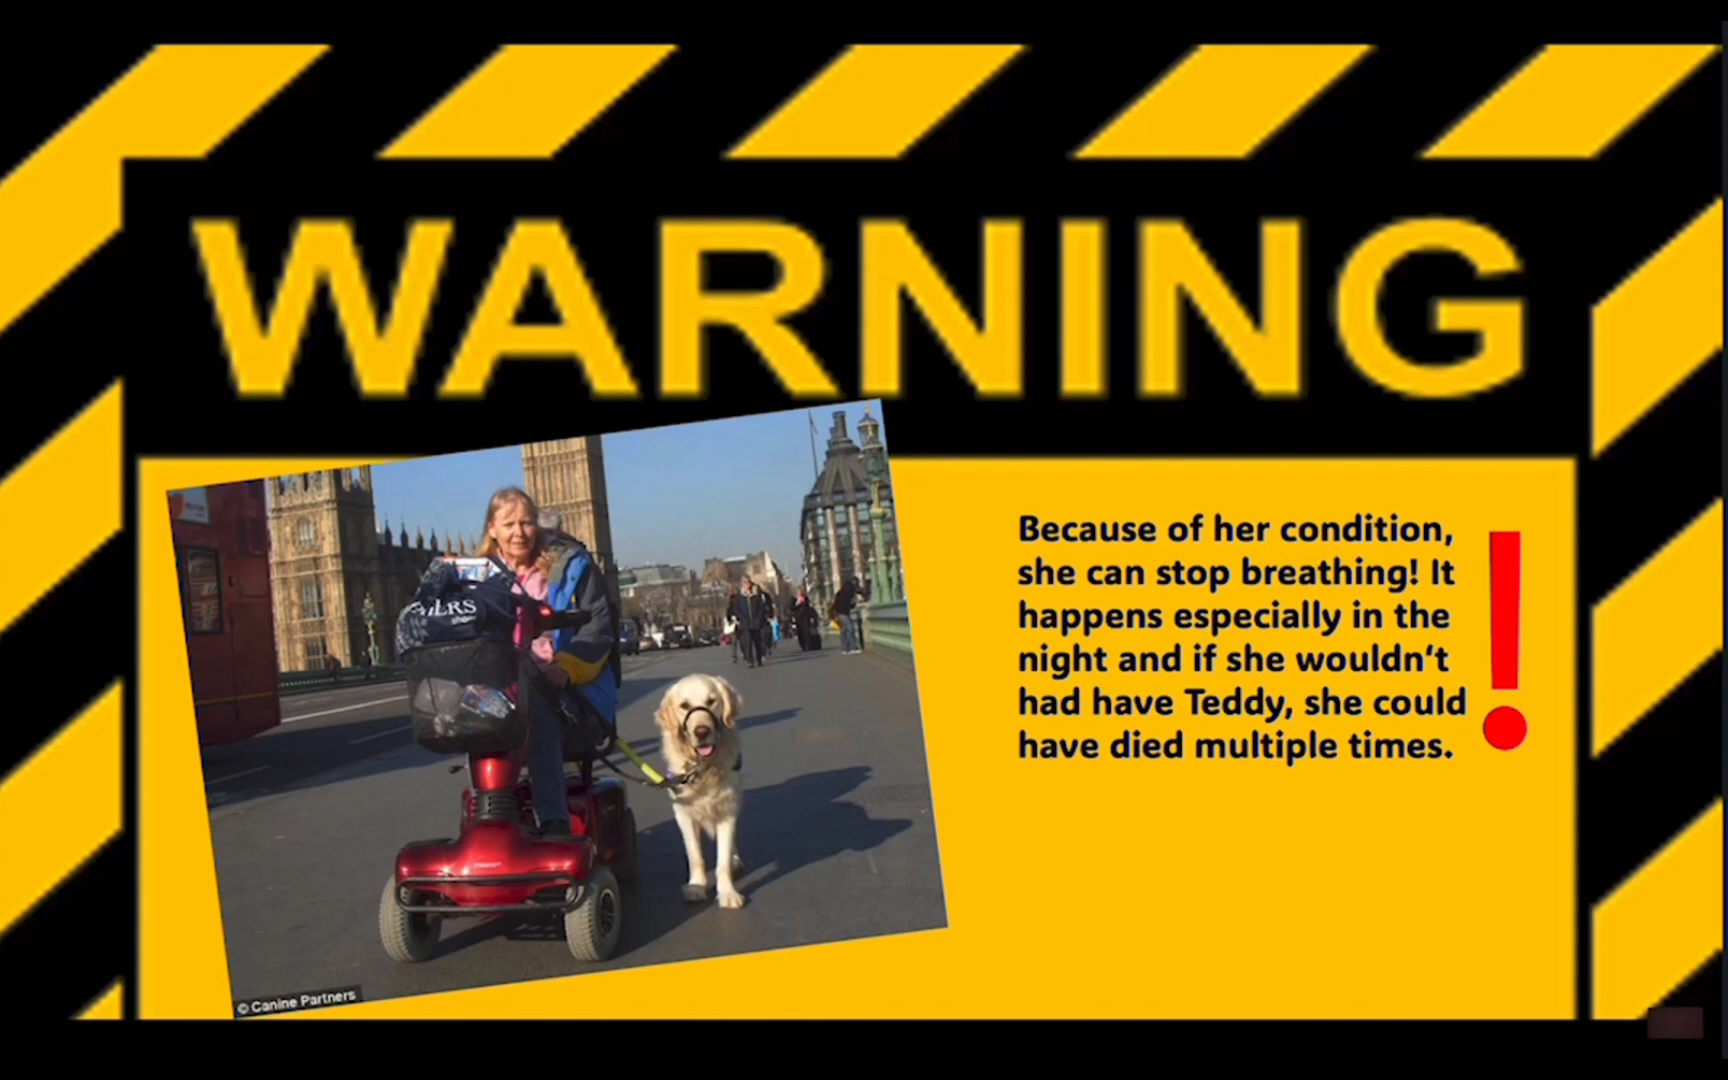 WARNING
Because of her condition,
she can stop breathing! It
happens especially in the
night and if she wouldn‘t
had have Teddy, she could
have died multiple times.
!
© Canine Partners